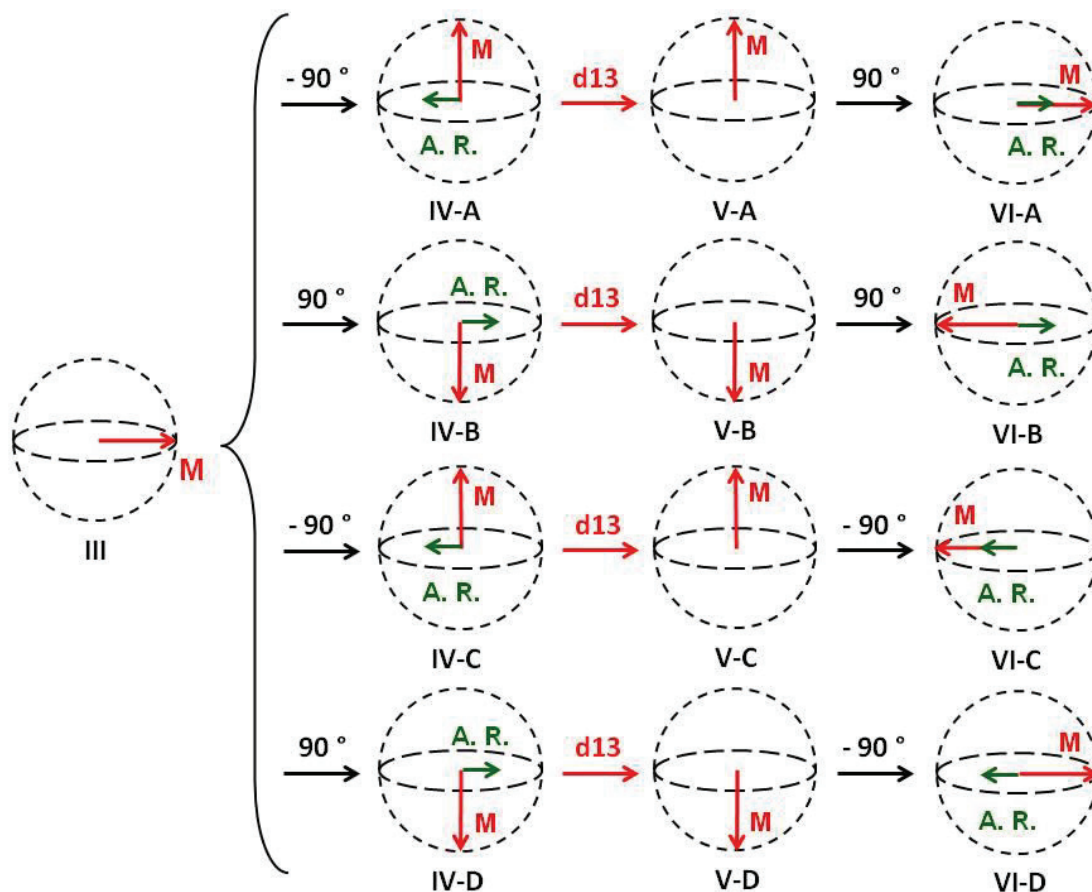 - 90 °
M
A. R.
IV-A
d13
M
V-A
90 °
M
A. R.
VI-A
90 °
A. R.
M
IV-B
d13
M
V-B
90 °
M
A. R.
VI-B
M
III
- 90 °
M
A. R.
IV-C
d13
M
V-C
- 90 °
M
A. R.
VI-C
90 °
A. R.
M
IV-D
d13
M
V-D
- 90 °
M
A. R.
VI-D